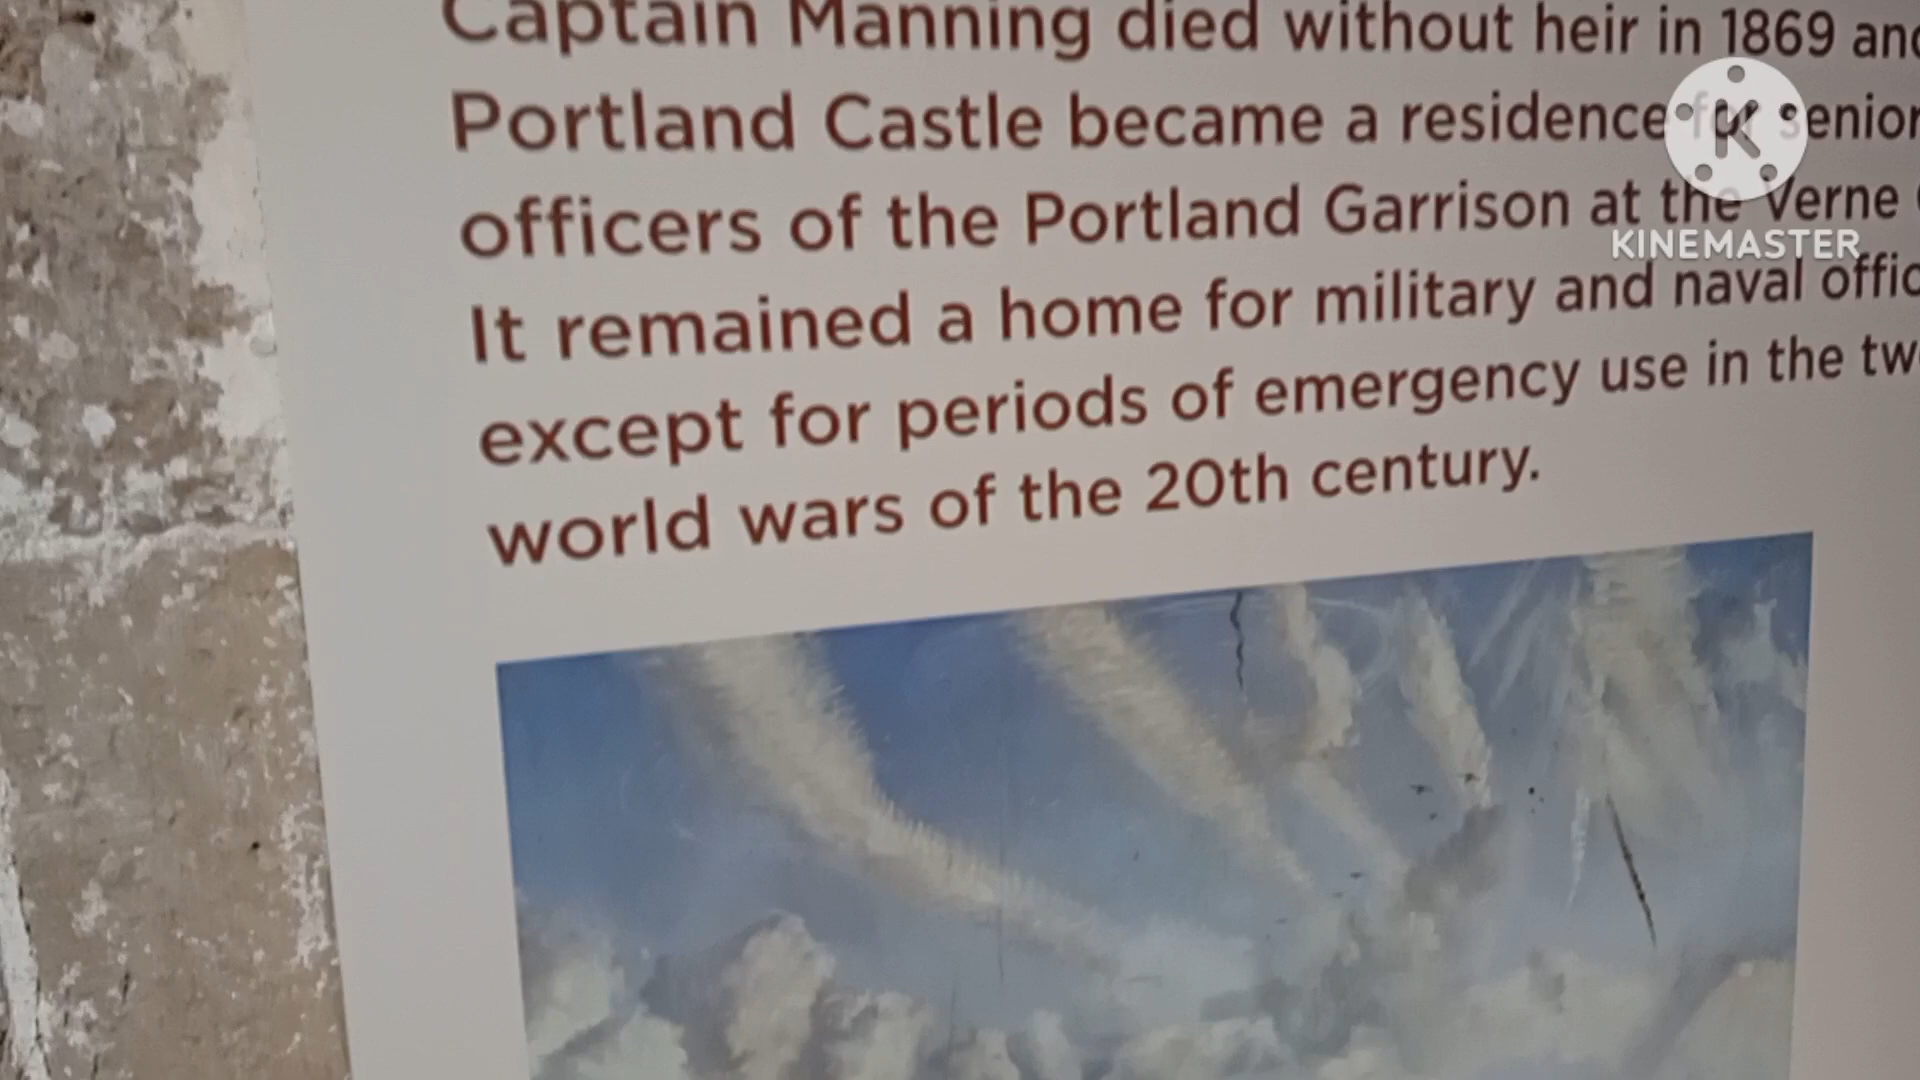 Captain Manning died without heir in 1869 and
Portland Castle became a residence for senior
officers of the Portland Garrison at the Verne
It remained a home for military and naval
except for periods of emergency use in the
world wars of the 20th century.
KINEMASTER